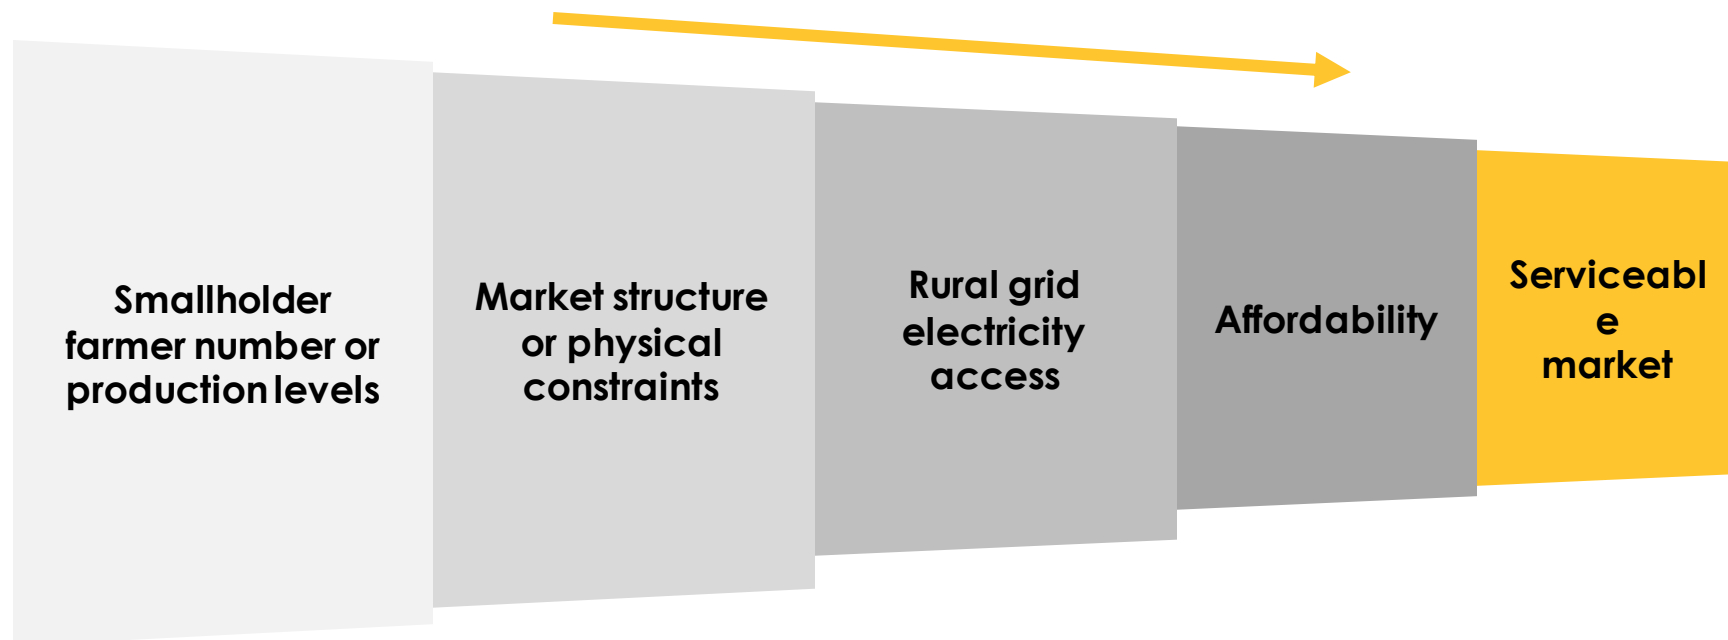 Smallholder
farmer number or
production levels
Market structure
or physical
constraints
Rural grid
electricity
access
Affordability
Serviceabl
e
market